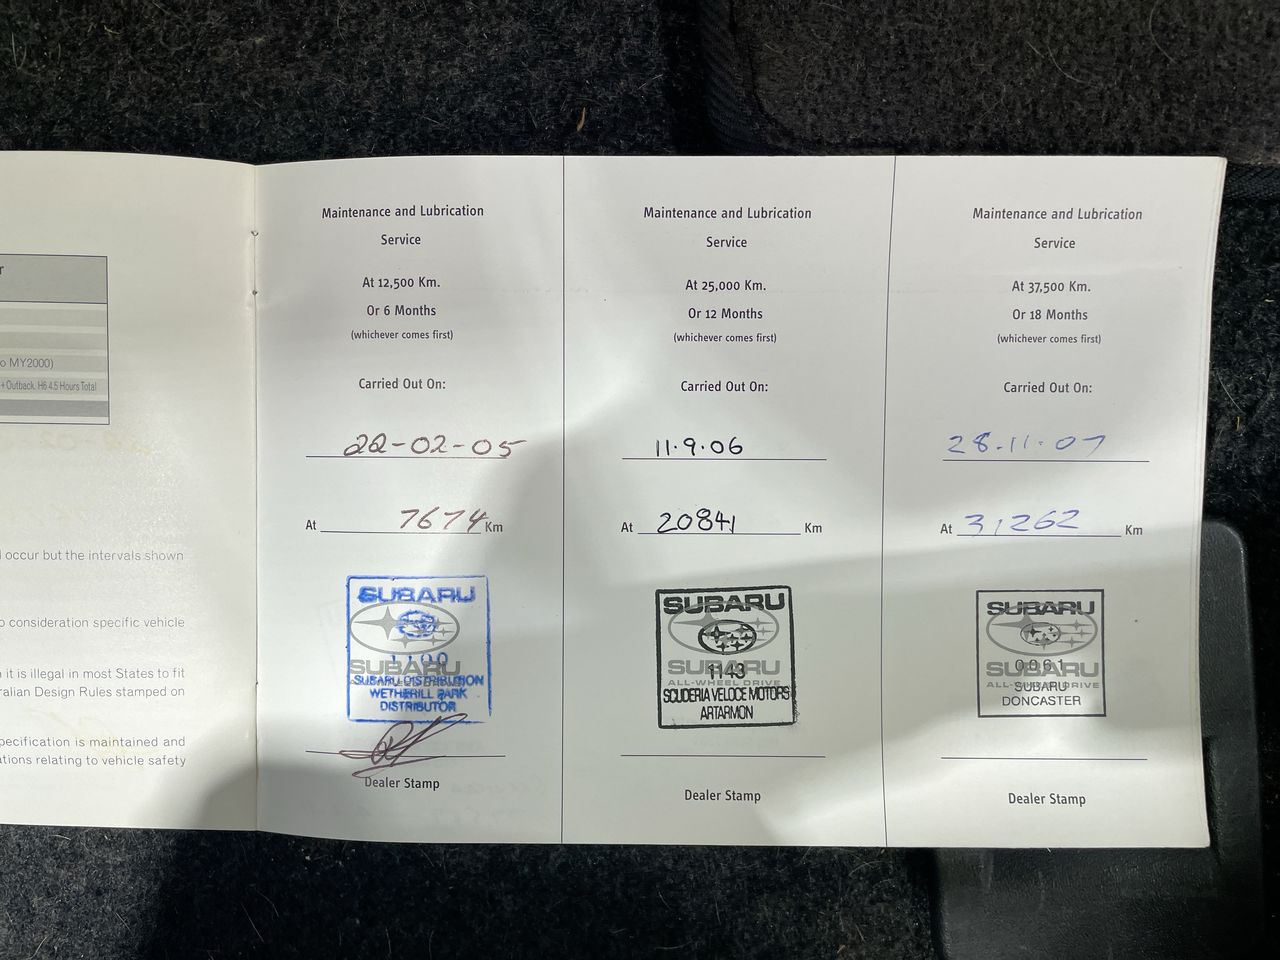 r
o MY2000)
+Outback, H6 4.5 Hours Total
l occur but the intervals shown
o consideration specific vehicle
it is illegal in most States to fit
ralian Design Rules stamped on
pecification is maintained and
ations relating to vehicle safety
Maintenance and Lubrication
Service
At 12,500 Km.
Or 6 Months
(whichever comes first)
Carried Out On:
22-02-05
At 7674 Km
SUBARU
1100
SUBARU
SUBARU DISTRIBUTION
WETHERILL PARK
DISTRIBUTOR
Dealer Stamp
Maintenance and Lubrication
Service
At 25,000 Km.
Or 12 Months
(whichever comes first)
Carried Out On:
11.9.06
At 20841 Km
SUBARU
1143
SUBARU
ALL-WHEEL DRIVE
SCUDERIA VELOCE MOTORS
ARTARMON
Dealer Stamp
Maintenance and Lubrication
Service
At 37,500 Km.
Or 18 Months
(whichever comes first)
Carried Out On:
28.11.07
At 31262 Km
SUBARU
0061
SUBARU
ALL-WHEEL DRIVE
SUBARU
DONCASTER
Dealer Stamp